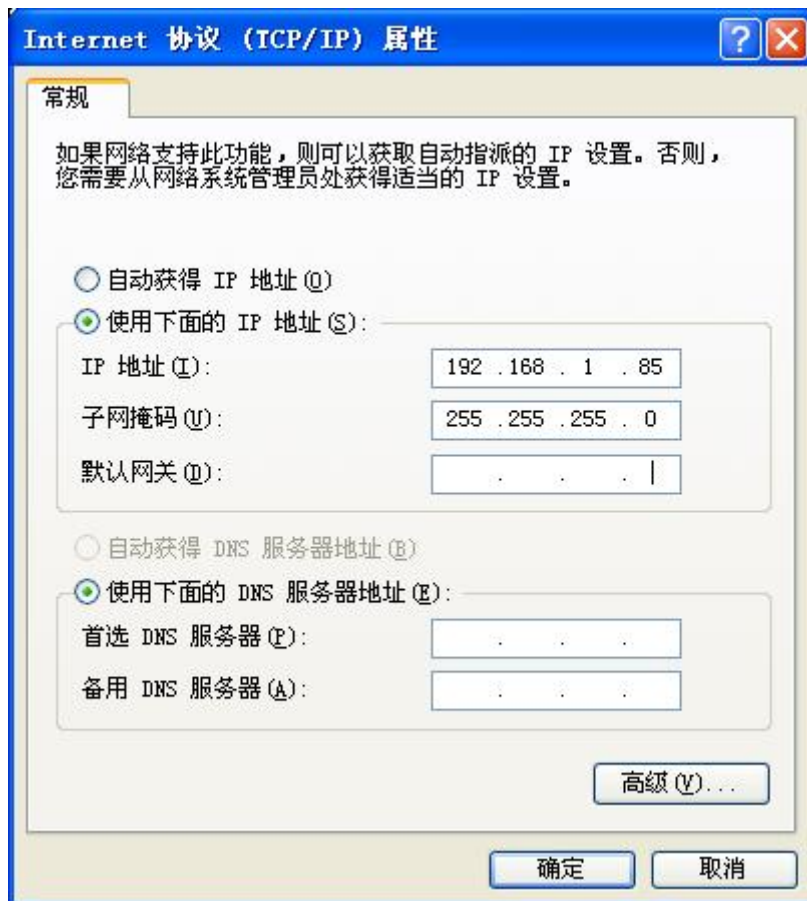 Internet 协议 (TCP/IP) 属性
常规
如果网络支持此功能，则可以获取自动指派的 IP 设置。否则，
您需要从网络系统管理员处获得适当的 IP 设置。
自动获得 IP 地址(O)
使用下面的 IP 地址(S):
IP 地址(I): 192 .168 . 1 . 85
子网掩码(U): 255 .255 .255 . 0
默认网关(D): . . .
自动获得 DNS 服务器地址(B)
使用下面的 DNS 服务器地址(E):
首选 DNS 服务器(P): . . .
备用 DNS 服务器(A): . . .
高级(V)...
确定 取消